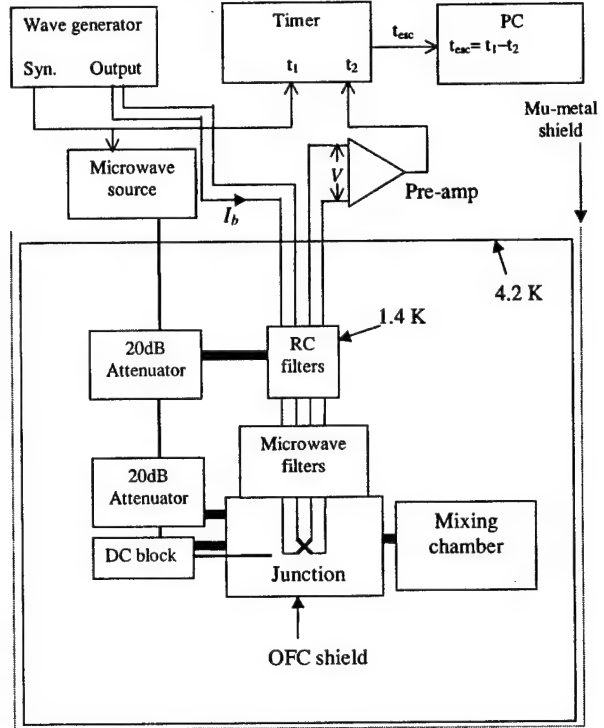 Wave generator
Syn. Output
Timer
t1 t2
tesc
PC
tesc= t1–t2
Mu-metal
shield
Microwave
source
Ib
V
Pre-amp
4.2 K
1.4 K
20dB
Attenuator
RC
filters
Microwave
filters
20dB
Attenuator
DC block
Junction
Mixing
chamber
OFC shield